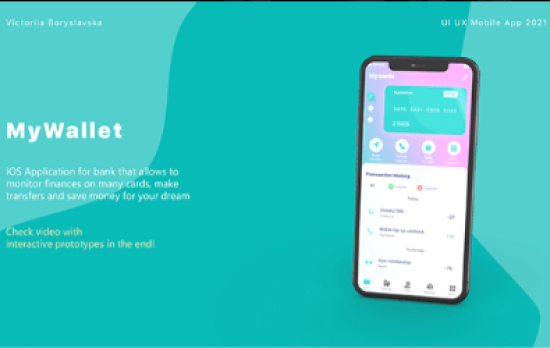 Victoriia Boryslavska
UI UX Mobile App 2021
MyWallet
IOS Application for bank that allows to
monitor finances on many cards, make
transfers and save money for your dream
Check video with
interactive prototypes in the end!
My cards
Transaction History
Today
Yesterday
Gym membership